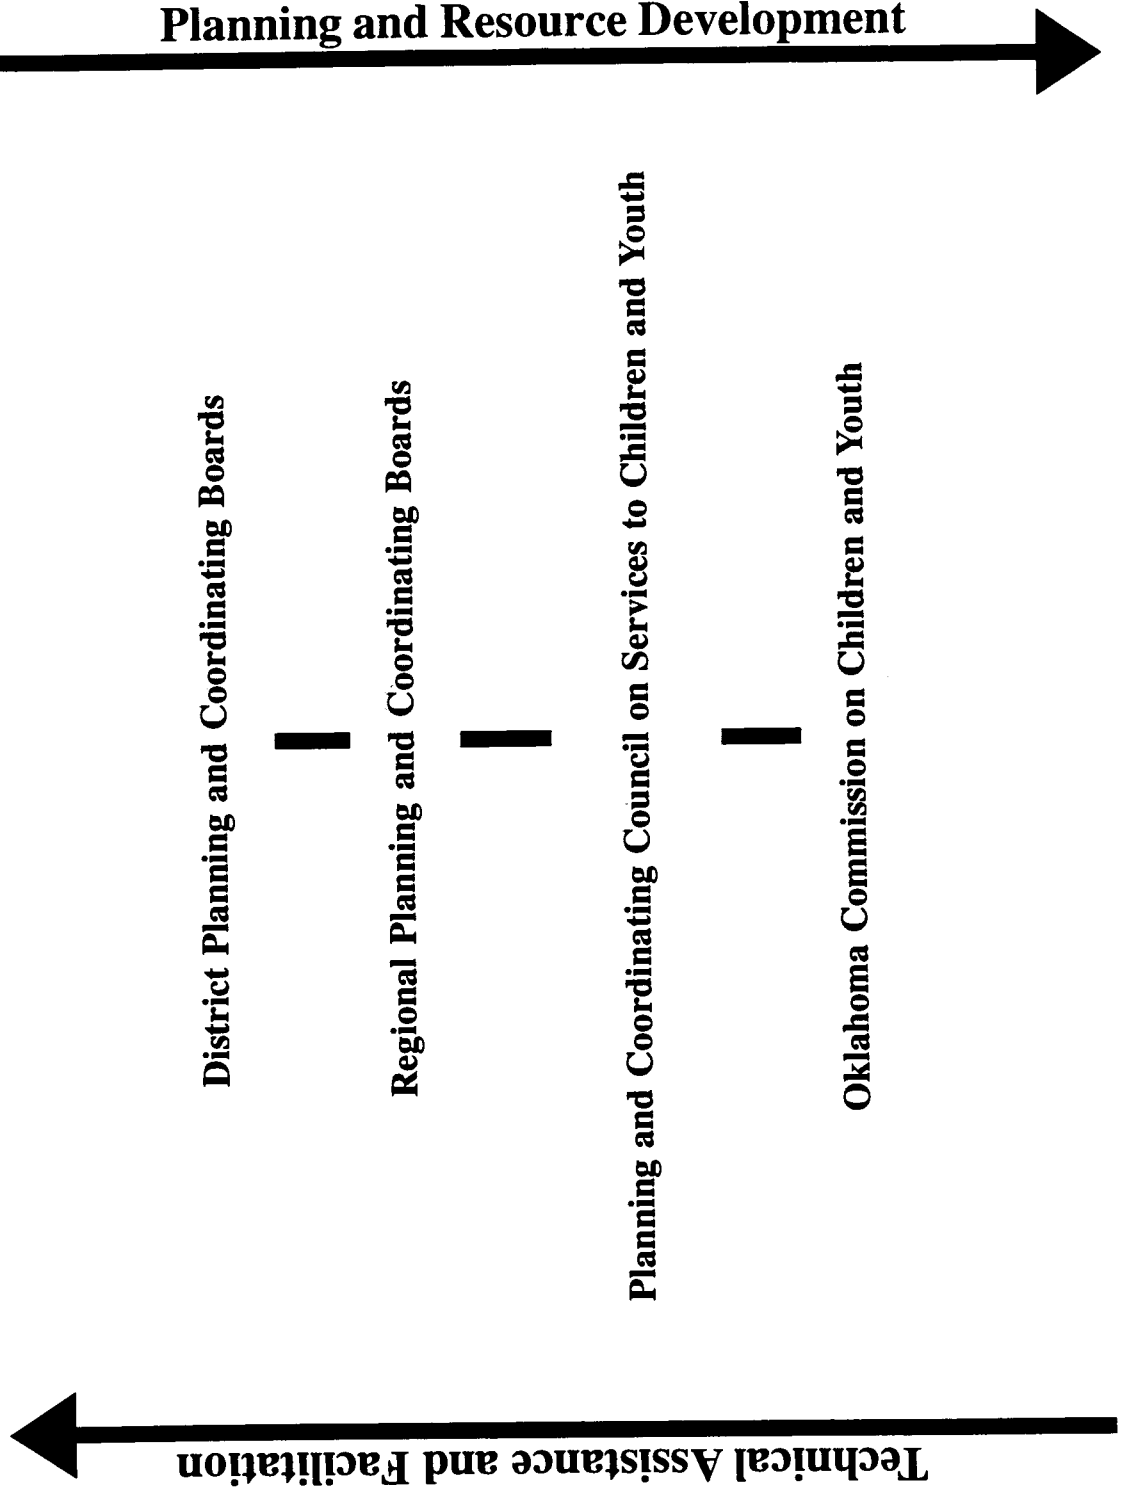 Planning and Resource Development
District Planning and Coordinating Boards
Regional Planning and Coordinating Boards
Planning and Coordinating Council on Services to Children and Youth
Oklahoma Commission on Children and Youth
Technical Assistance and Facilitation